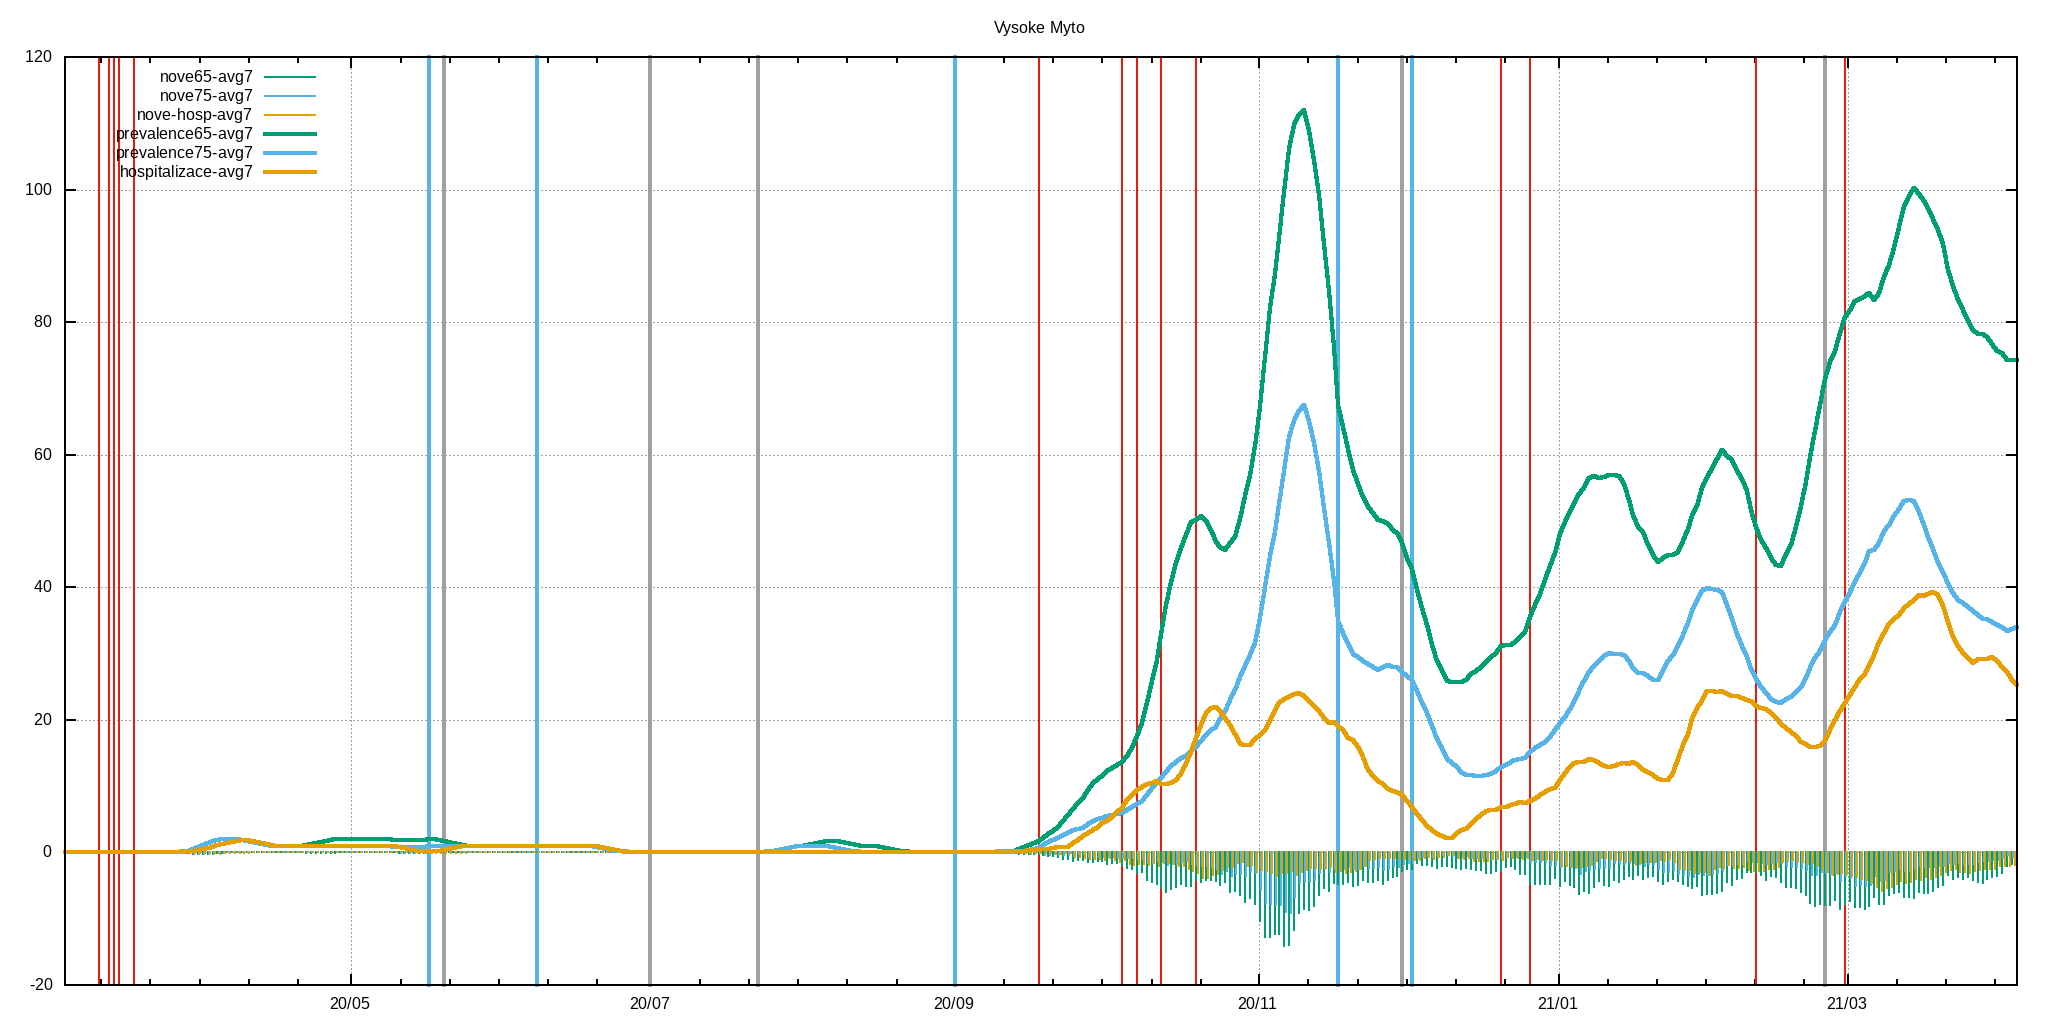 Vysoke Myto
120
100
80
60
40
20
0
-20
nove65-avg7
nove75-avg7
nove-hosp-avg7
prevalence65-avg7
prevalence75-avg7
hospitalizace-avg7
20/05
20/07
20/09
20/11
21/01
21/03